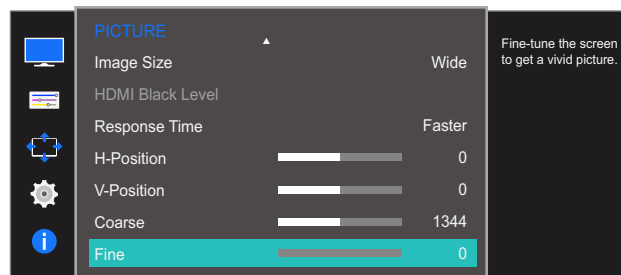 PICTURE
Image Size Wide
HDMI Black Level
Response Time Faster
H-Position 0
V-Position 0
Coarse 1344
Fine 0
Fine-tune the screen
to get a vivid picture.